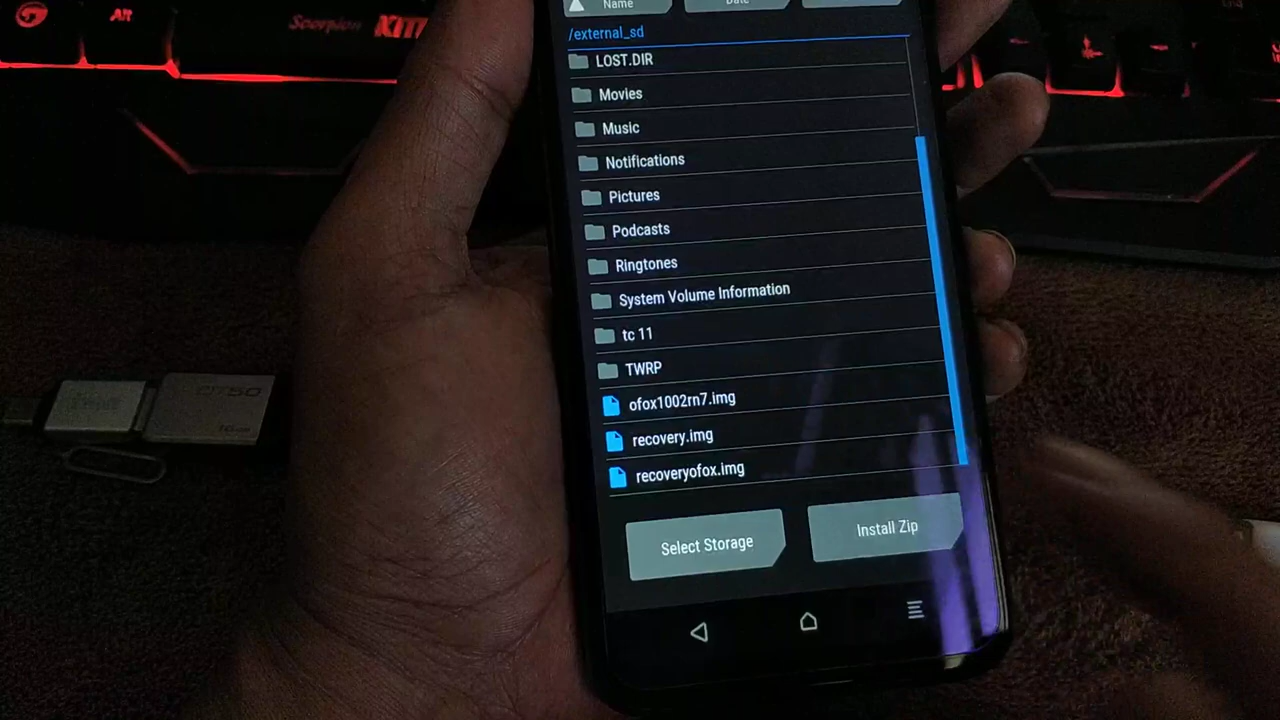 Alt
Scorpion
Name
Date
/external_sd
LOST.DIR
Movies
Music
Notifications
Pictures
Podcasts
Ringtones
System Volume Information
tc 11
TWRP
ofox1002rn7.img
recovery.img
recoveryofox.img
Select Storage
Install Zip